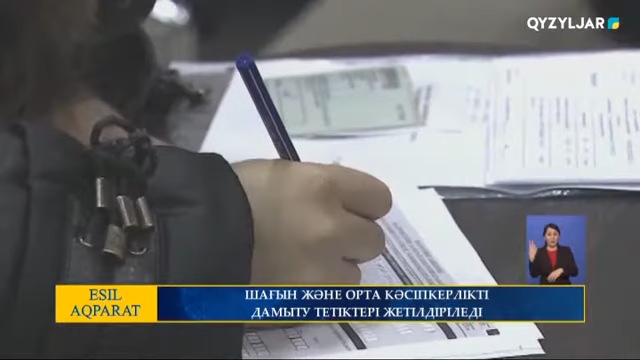 QYZYLJAR
ESIL
AQPARAT
ШАҒЫН ЖӘНЕ ОРТА КӘСІПКЕРЛІКТІ
ДАМЫТУ ТЕТІКТЕРІ ЖЕТІЛДІРІЛЕДІ